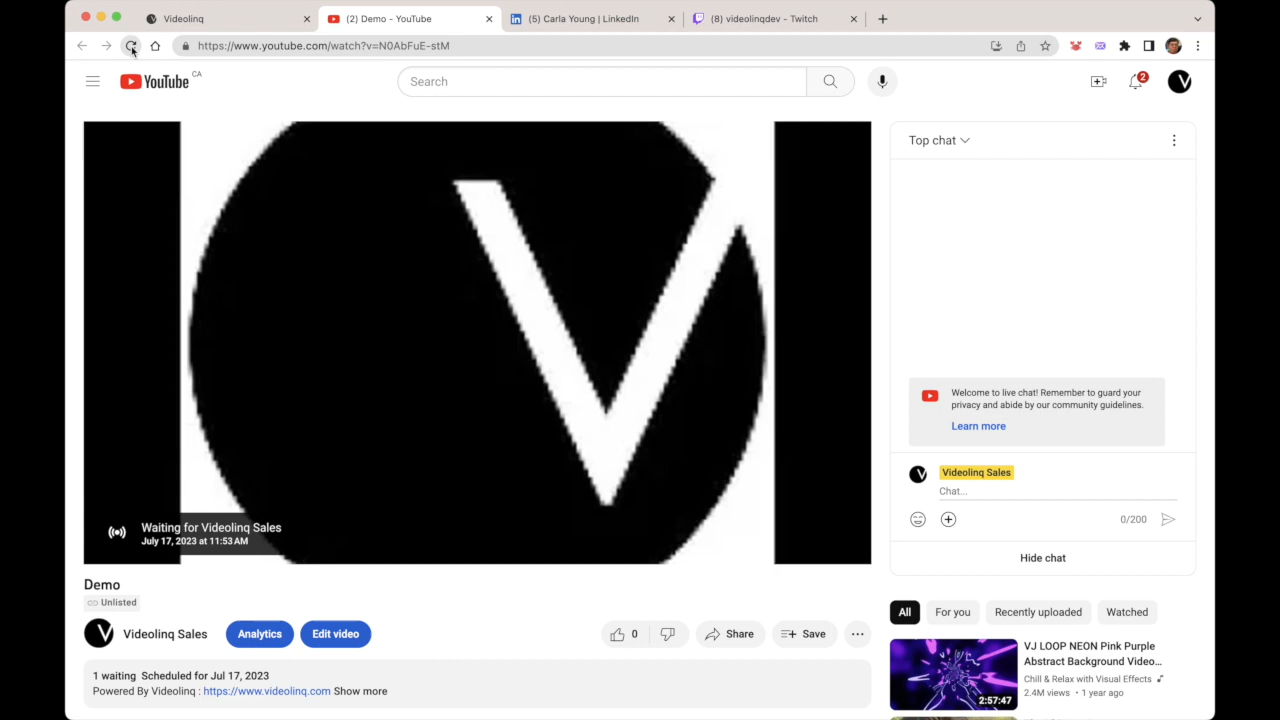 Videolinq
(2) Demo - YouTube
(5) Carla Young | LinkedIn
(8) videolinqdev - Twitch
https://www.youtube.com/watch?v=N0AbFuE-stM
YouTube CA
Search
2
Top chat
Welcome to live chat! Remember to guard your
privacy and abide by our community guidelines.
Learn more
Videolinq Sales
Chat...
0/200
Hide chat
Waiting for Videolinq Sales
July 17, 2023 at 11:53 AM
Demo
Unlisted
Videolinq Sales
Analytics
Edit video
0
Share
Save
1 waiting Scheduled for Jul 17, 2023
Powered By Videolinq : https://www.videolinq.com Show more
All
For you
Recently uploaded
Watched
2:57:47
VJ LOOP NEON Pink Purple
Abstract Background Video...
Chill & Relax with Visual Effects
2.4M views • 1 year ago